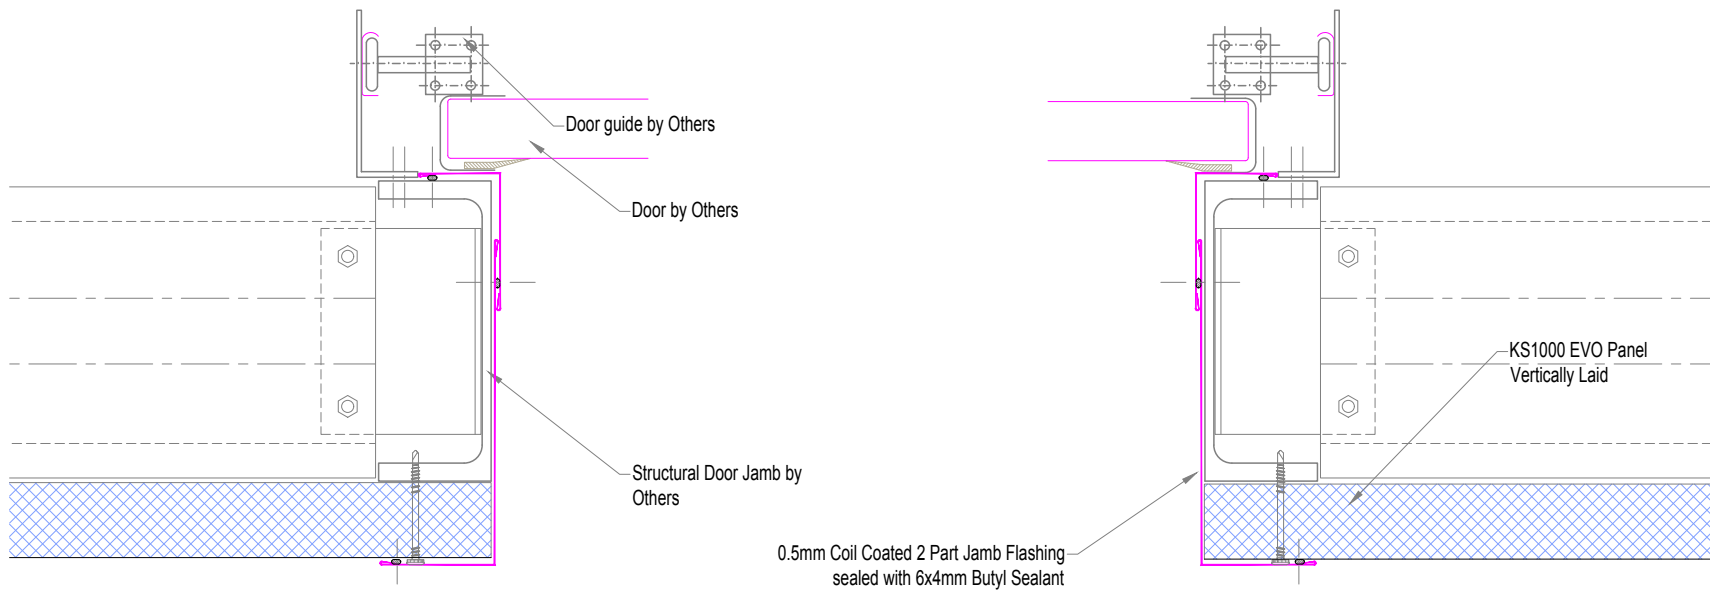 Door guide by Others
Door by Others
KS1000 EVO Panel
Vertically Laid
Structural Door Jamb by
Others
0.5mm Coil Coated 2 Part Jamb Flashing
sealed with 6x4mm Butyl Sealant